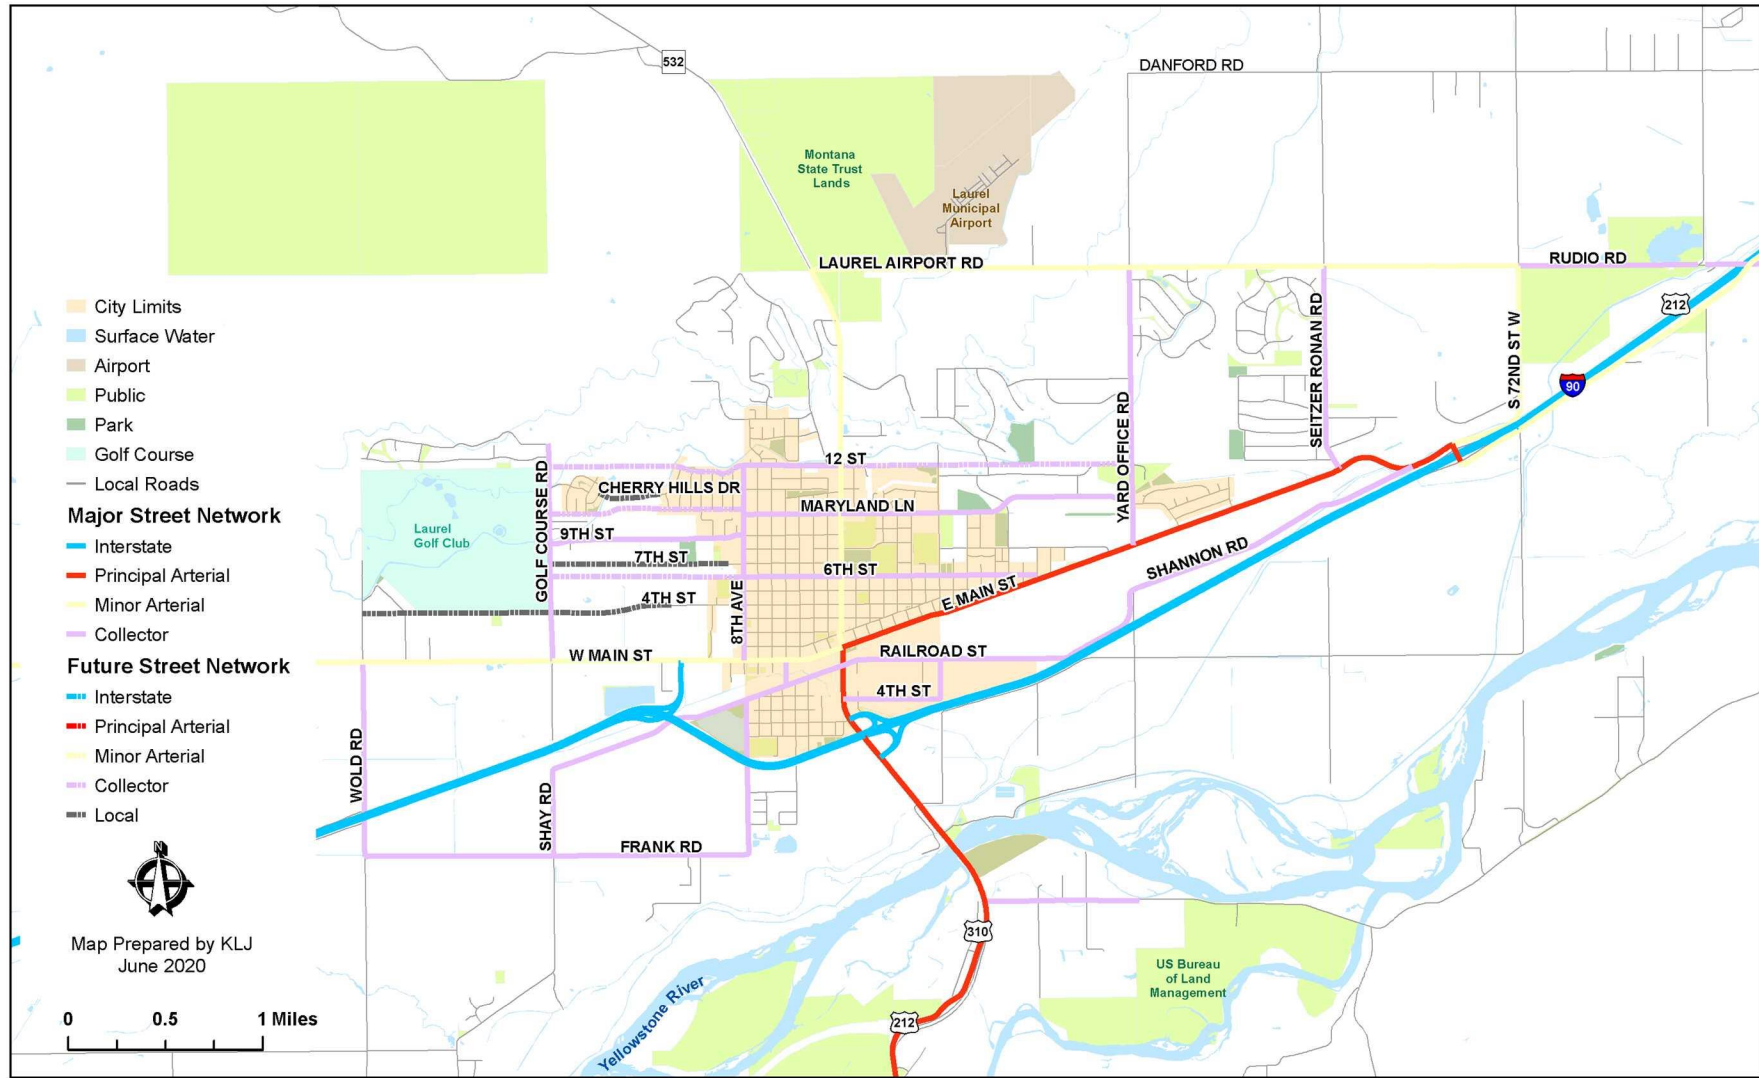 532
DANFORD RD
Montana
State Trust
Lands
Laurel
Municipal
Airport
LAUREL AIRPORT RD
RUDIO RD
212
90
S 72ND ST W
SEITZER RONAN RD
YARD OFFICE RD
City Limits
Surface Water
Airport
Public
Park
Golf Course
Local Roads
Major Street Network
Interstate
Principal Arterial
Minor Arterial
Collector
Future Street Network
Interstate
Principal Arterial
Minor Arterial
Collector
Local
12 ST
CHERRY HILLS DR
MARYLAND LN
Laurel
Golf Club
GOLF COURSE RD
9TH ST
7TH ST
6TH ST
4TH ST
8TH AVE
E MAIN ST
SHANNON RD
W MAIN ST
RAILROAD ST
4TH ST
WOLD RD
SHAY RD
FRANK RD
310
212
US Bureau
of Land
Management
Yellowstone River
N
Map Prepared by KLJ
June 2020
0 0.5 1 Miles